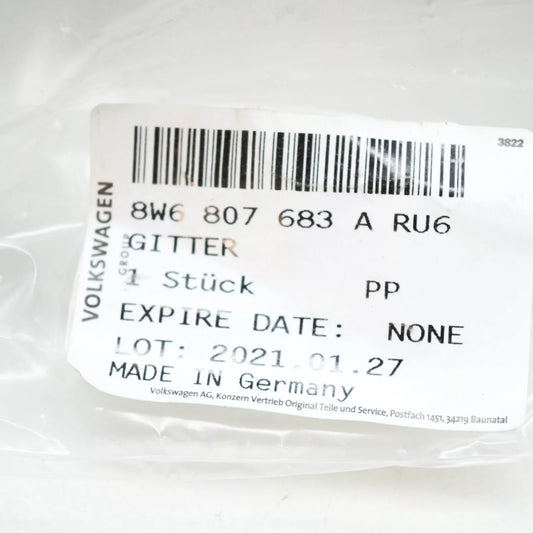 3822
VOLKSWAGEN
GROUP
8W6 807 683 A RU6
GITTER
1 Stück PP
EXPIRE DATE: NONE
LOT: 2021.01.27
MADE IN Germany
Volkswagen AG, Konzern Vertrieb Original Teile und Service, Postfach 1451, 34219 Baunatal